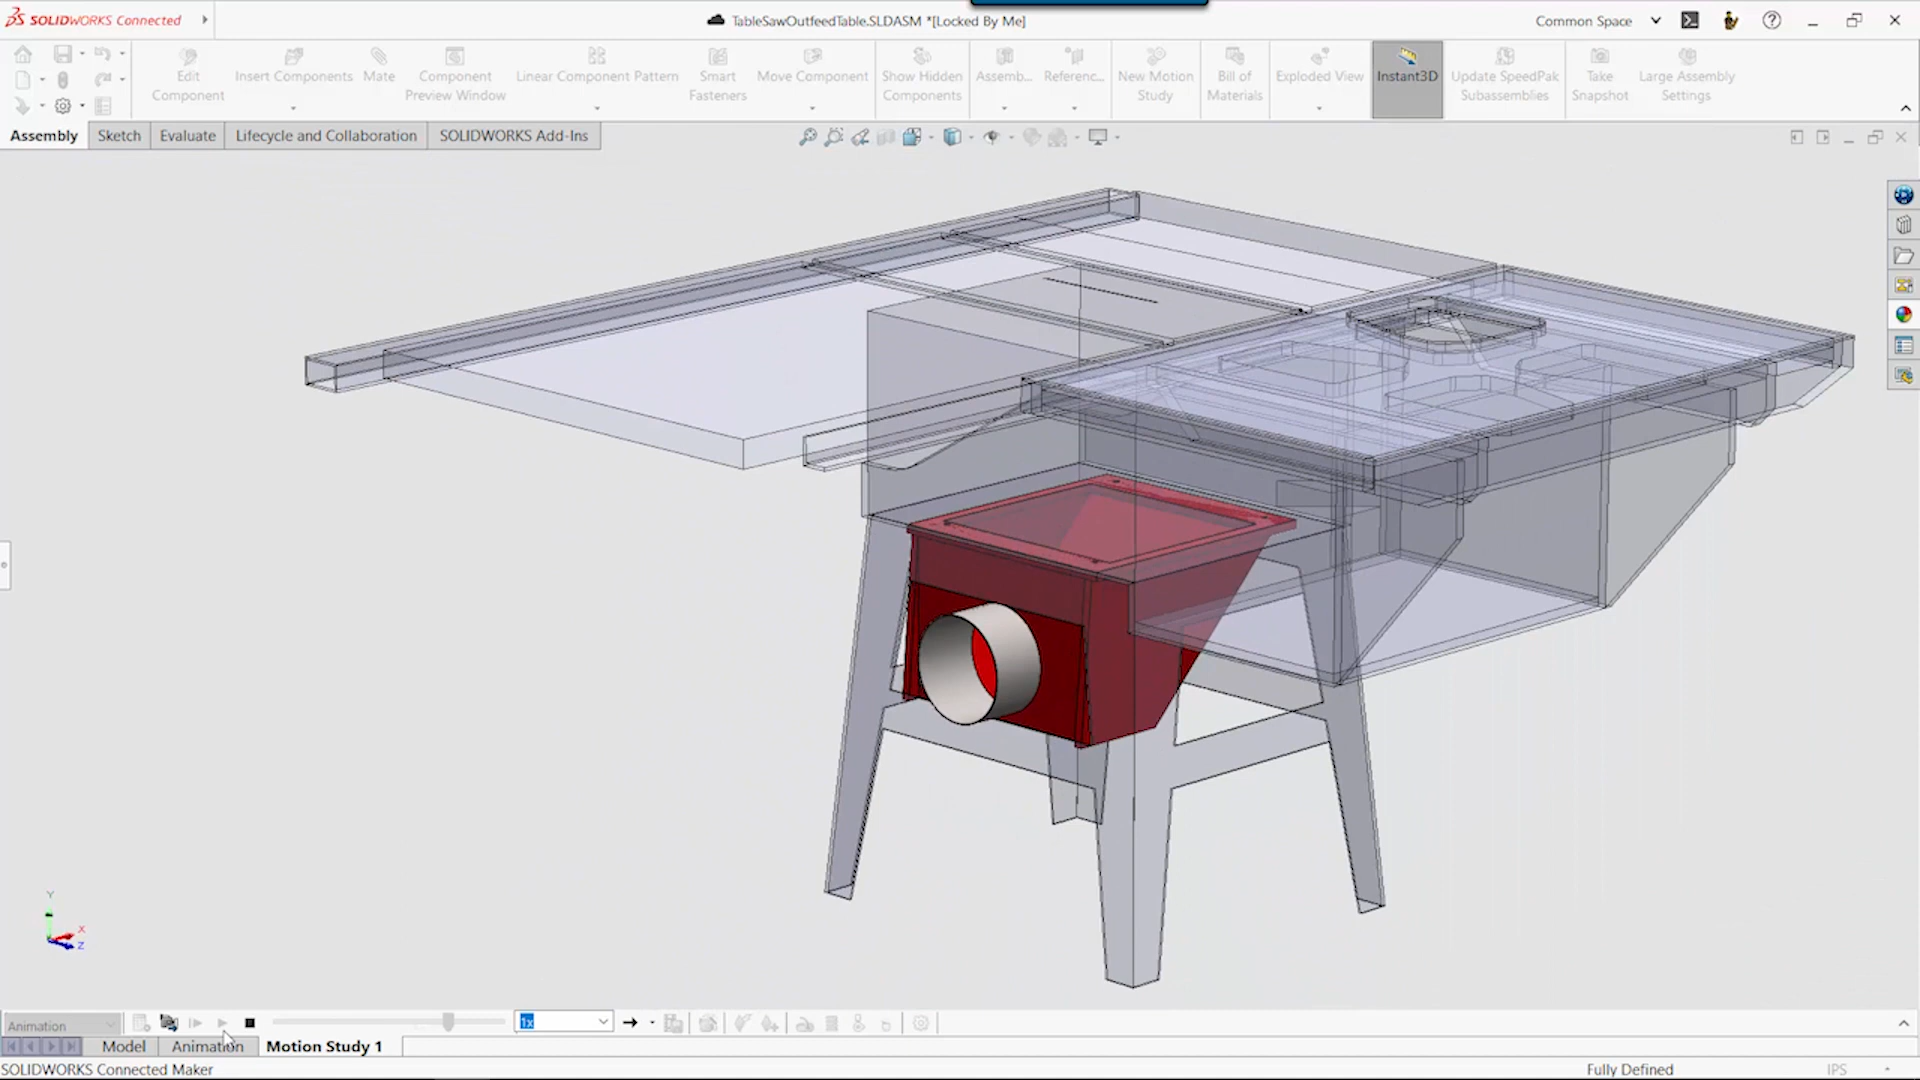 SOLIDWORKS Connected
TableSawOutfeedTable.SLDASM *[Locked By Me]
Common Space
Edit Component
Insert Components
Mate
Component Preview Window
Linear Component Pattern
Smart Fasteners
Move Component
Show Hidden Components
Assemb...
Referenc...
New Motion Study
Bill of Materials
Exploded View
Instant3D
Update SpeedPak Subassemblies
Take Snapshot
Large Assembly Settings
Assembly
Sketch
Evaluate
Lifecycle and Collaboration
SOLIDWORKS Add-Ins
Y
X
Z
Animation
1x
Model
Animation
Motion Study 1
SOLIDWORKS Connected Maker
Fully Defined
IPS